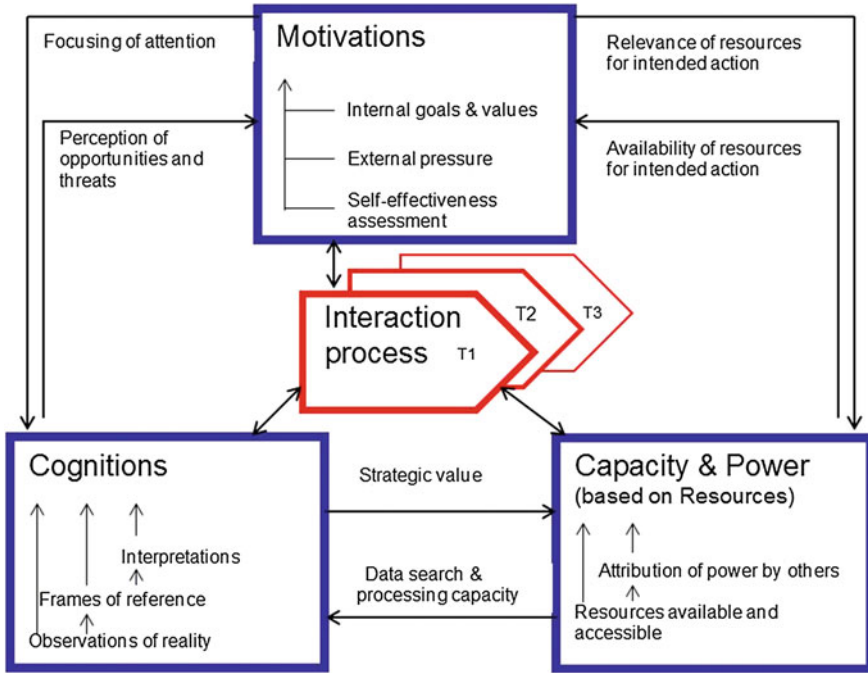 Focusing of attention
Motivations
Relevance of resources
for intended action
Internal goals & values
Perception of
opportunities and
threats
External pressure
Availability of resources
for intended action
Self-effectiveness
assessment
Interaction
process T1
T2
T3
Cognitions
Strategic value
Capacity & Power
(based on Resources)
Interpretations
Frames of reference
Observations of reality
Data search &
processing capacity
Attribution of power by others
Resources available and
accessible